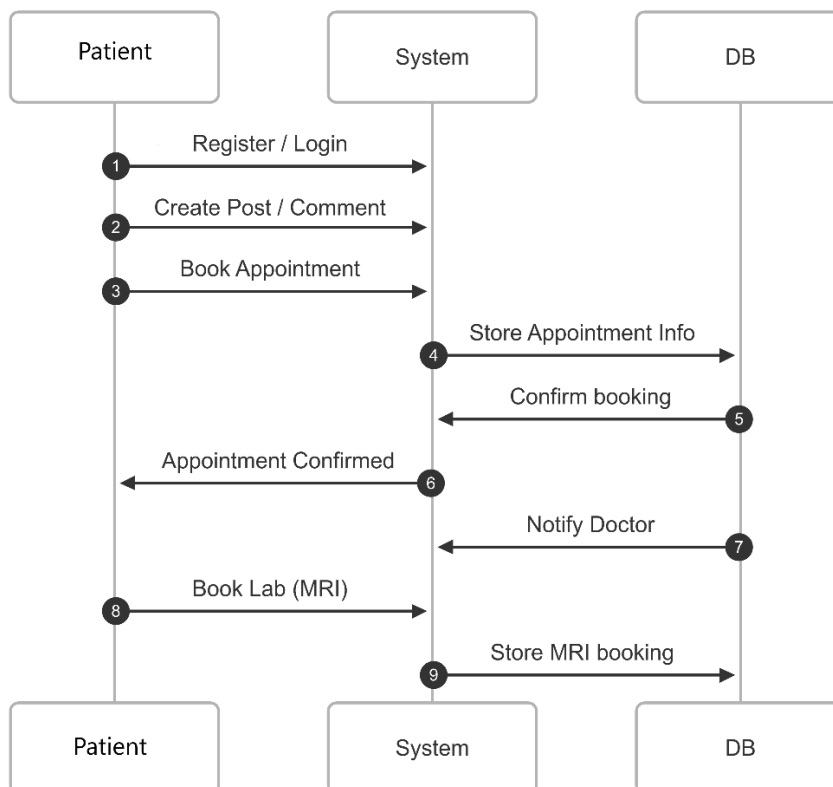 Patient
System
DB
Register / Login
1
Create Post / Comment
2
Book Appointment
3
Store Appointment Info
4
Confirm booking
5
Appointment Confirmed
6
Notify Doctor
7
Book Lab (MRI)
8
Store MRI booking
9
Patient
System
DB